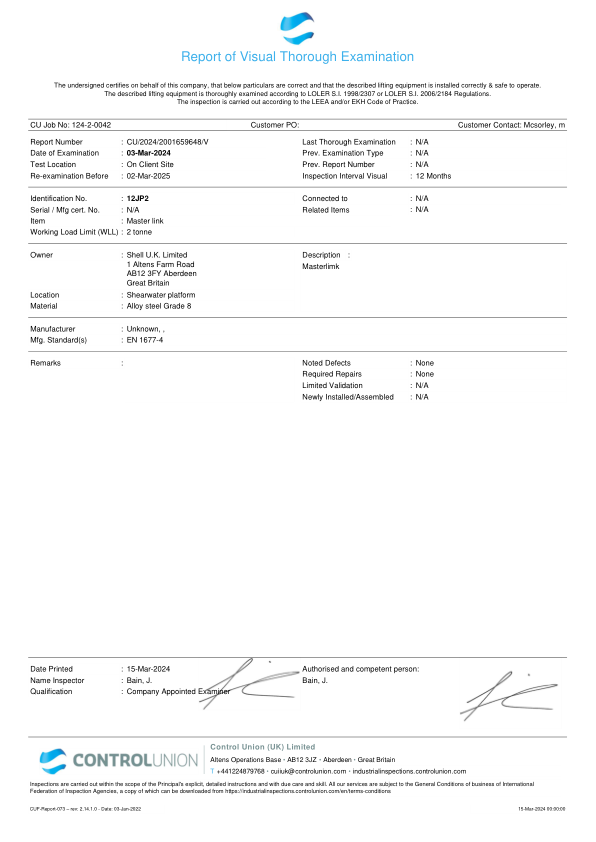 Report of Visual Thorough Examination
The undersigned certifies on behalf of this company, that below particulars are correct and that the described lifting equipment is installed correctly & safe to operate.
The described lifting equipment is thoroughly examined according to LOLER S.I. 1998/2307 or LOLER S.I. 2006/2184 Regulations.
The inspection is carried out according to the LEEA and/or EKH Code of Practice.
CU Job No: 124-2-0042 Customer PO: Customer Contact: Mcsorley, m
Report Number : CU/2024/2001659648/V Last Thorough Examination : N/A
Date of Examination : 03-Mar-2024 Prev. Examination Type : N/A
Test Location : On Client Site Prev. Report Number : N/A
Re-examination Before : 02-Mar-2025 Inspection Interval Visual : 12 Months
Identification No. : 12JP2 Connected to : N/A
Serial / Mfg cert. No. : N/A Related Items : N/A
Item : Master link
Working Load Limit (WLL) : 2 tonne
Owner : Shell U.K. Limited Description :
1 Altens Farm Road Masterlimk
AB12 3FY Aberdeen
Great Britain
Location : Shearwater platform
Material : Alloy steel Grade 8
Manufacturer : Unknown, ,
Mfg. Standard(s) : EN 1677-4
Remarks : Noted Defects : None
Required Repairs : None
Limited Validation : N/A
Newly Installed/Assembled : N/A
Date Printed : 15-Mar-2024 Authorised and competent person:
Name Inspector : Bain, J. Bain, J.
Qualification : Company Appointed Examiner
CONTROLUNION
Control Union (UK) Limited
Altens Operations Base · AB12 3JZ · Aberdeen · Great Britain
T +441224879768 · cuiiuk@controlunion.com · industrialinspections.controlunion.com
Inspections are carried out within the scope of the Principal's explicit, detailed instructions and with due care and skill. All our services are subject to the General Conditions of business of International
Federation of Inspection Agencies, a copy of which can be downloaded from https://industrialinspections.controlunion.com/en/terms-conditions
CUF-Report-073 – rev: 2.14.1.0 - Date: 03-Jun-2022 15-Mar-2024 00:00:00